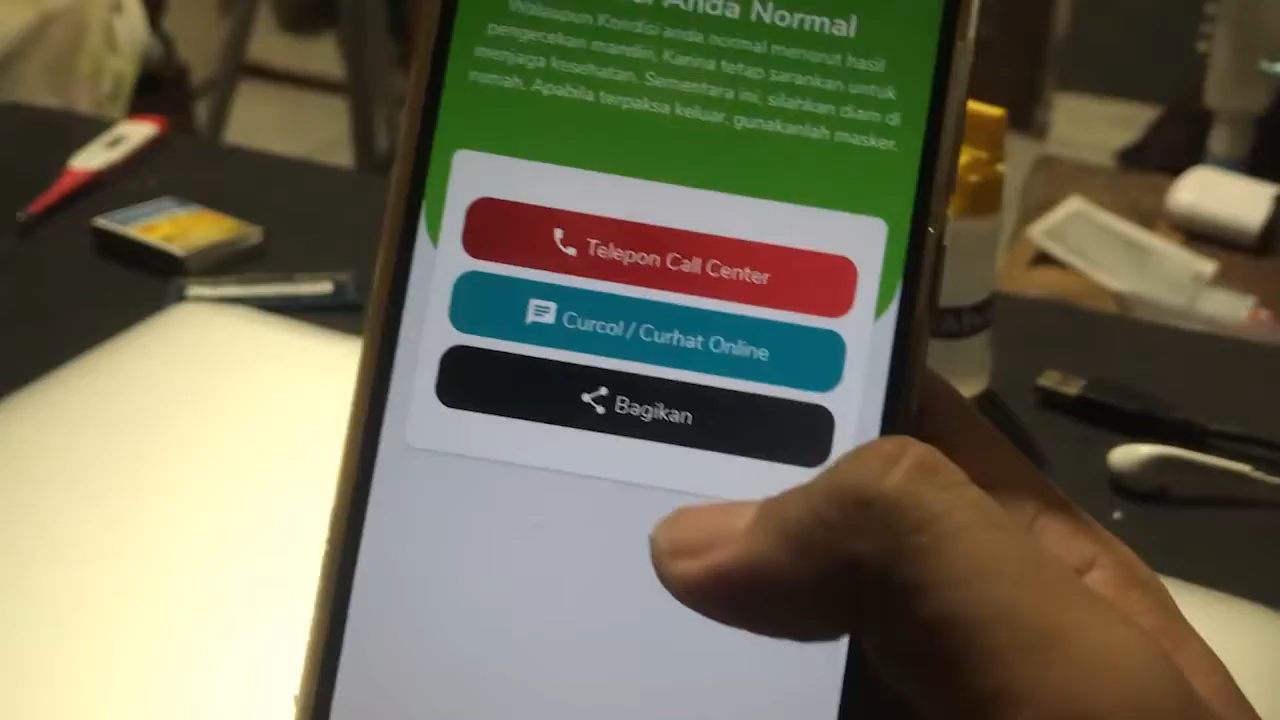 Anda Normal
Walaupun Kondisi anda normal menurut hasil
pengecekan mandiri, Karina tetap sarankan untuk
menjaga kesehatan. Sementara ini, silahkan diam di
rumah. Apabila terpaksa keluar, gunakanlah masker.
Telepon Call Center
Curcol / Curhat Online
Bagikan